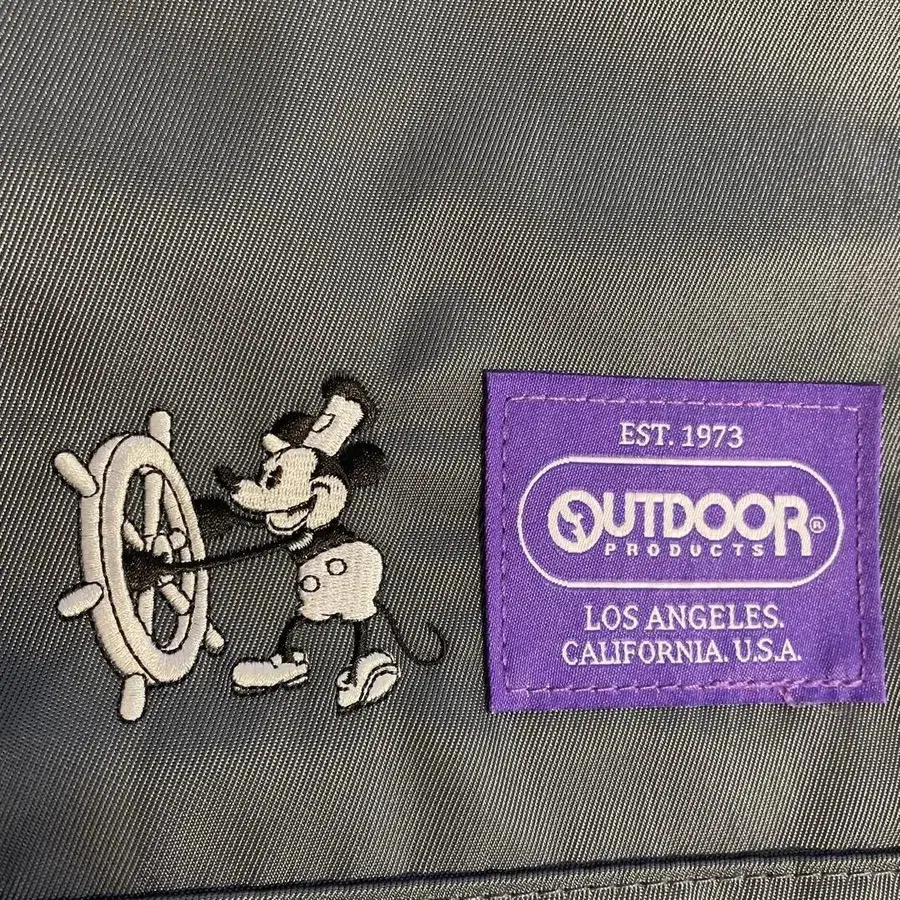 EST. 1973
OUTDOOR®
PRODUCTS
LOS ANGELES.
CALIFORNIA. U.S.A.